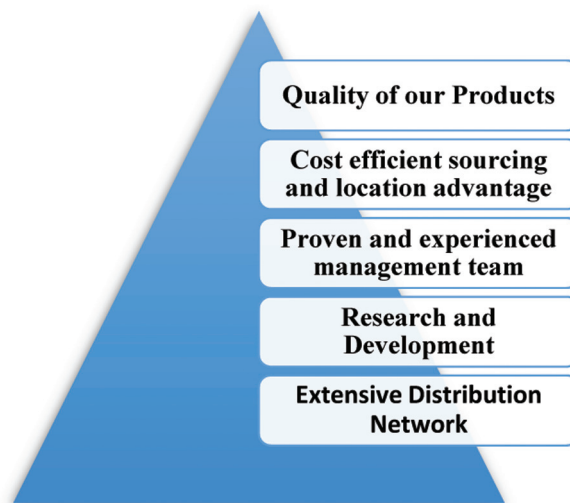 Quality of our Products
Cost efficient sourcing
and location advantage
Proven and experienced
management team
Research and
Development
Extensive Distribution
Network